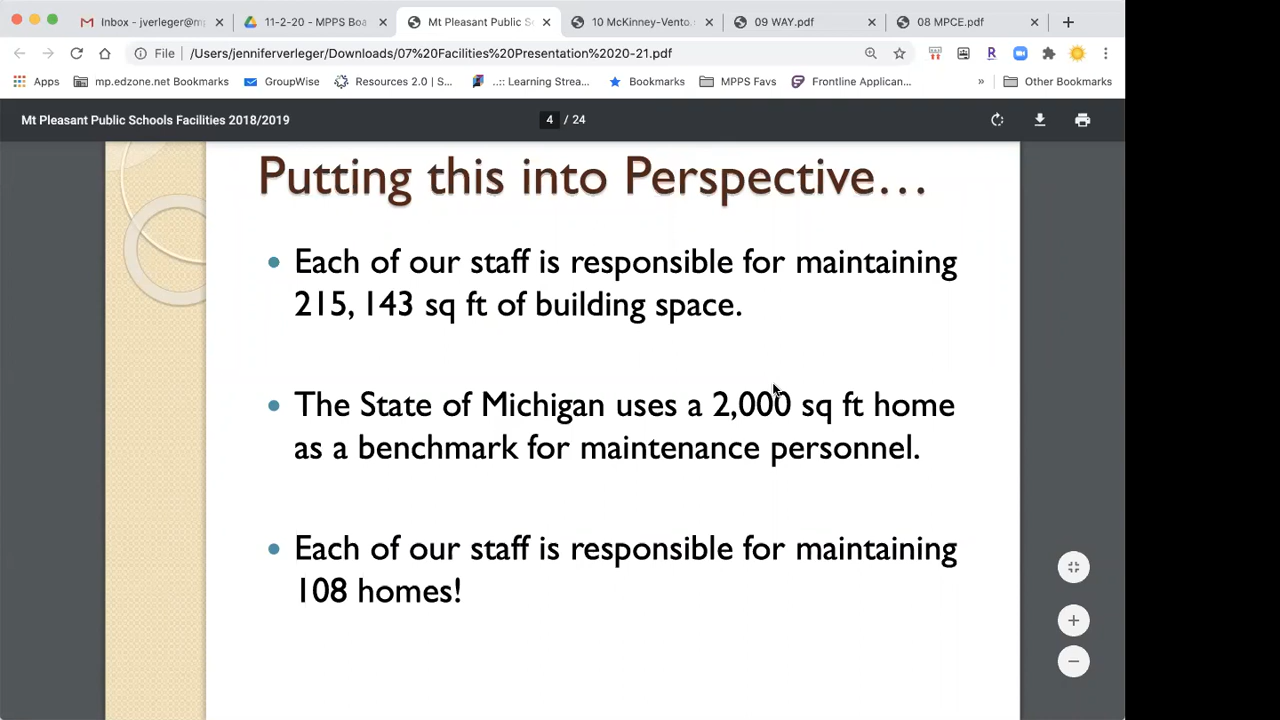 Inbox - jverleger@m
11-2-20 - MPPS Boa
Mt Pleasant Public S
10 McKinney-Vento.
09 WAY.pdf
08 MPCE.pdf
File
/Users/jenniferverleger/Downloads/07%20Facilities%20Presentation%2020-21.pdf
Apps
mp.edzone.net Bookmarks
GroupWise
Resources 2.0 | S...
..:: Learning Strea...
Bookmarks
MPPS Favs
Frontline Applican...
»
Other Bookmarks
Mt Pleasant Public Schools Facilities 2018/2019
4 / 24
Putting this into Perspective…
• Each of our staff is responsible for maintaining
215, 143 sq ft of building space.
• The State of Michigan uses a 2,000 sq ft home
as a benchmark for maintenance personnel.
• Each of our staff is responsible for maintaining
108 homes!